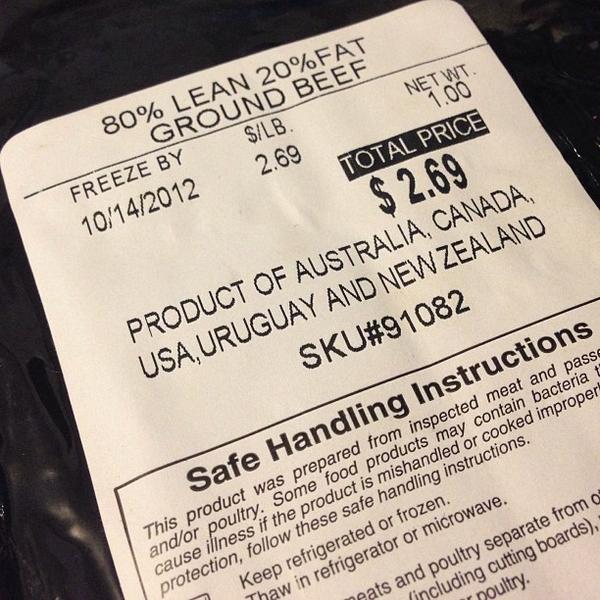 80% LEAN 20%FAT
GROUND BEEF
NET WT.
1.00
$/LB.
2.69
FREEZE BY
10/14/2012
TOTAL PRICE
$ 2.69
PRODUCT OF AUSTRALIA, CANADA,
USA,URUGUAY AND NEW ZEALAND
SKU#91082
Safe Handling Instructions
This product was prepared from inspected meat and passe
and/or poultry. Some food products may contain bacteria
cause illness if the product is mishandled or cooked improper
protection, follow these safe handling instructions.
Keep refrigerated or frozen.
Thaw in refrigerator or microwave.
meats and poultry separate from
(including cutting boards),
poultry.